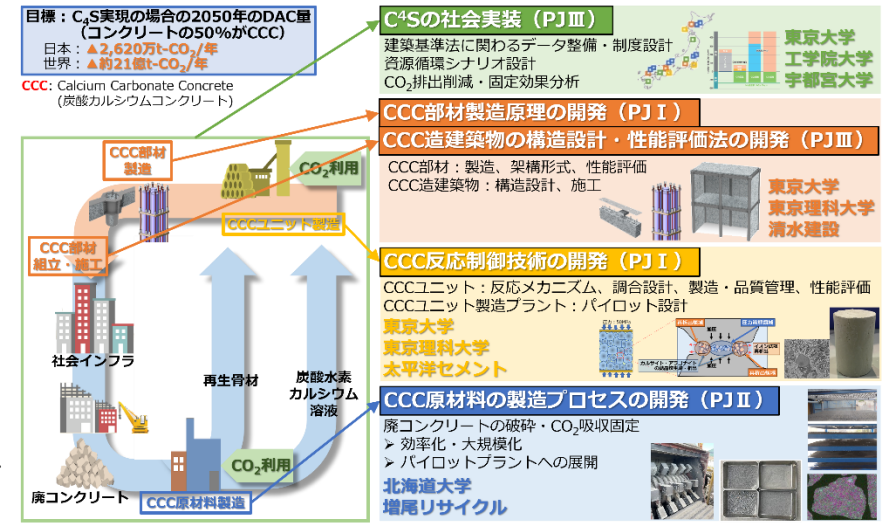 目標：C₄S実現の場合の2050年のDAC量
（コンクリートの50％がCCC）
日本：▲2,620万t-CO₂/年
世界：▲約21億t-CO₂/年
CCC: Calcium Carbonate Concrete
(炭酸カルシウムコンクリート)
CCC部材
製造
CO₂利用
CCCユニット製造
CCC部材
組立・施工
社会インフラ
再生骨材
炭酸水素
カルシウム
溶液
CO₂利用
廃コンクリート
CCC原材料製造
C⁴Sの社会実装（PJⅢ）
建築基準法に関わるデータ整備・制度設計
資源循環シナリオ設計
CO₂排出削減・固定効果分析
東京大学
工学院大学
宇都宮大学
CCC部材製造原理の開発（PJⅠ）
CCC造建築物の構造設計・性能評価法の開発（PJⅢ）
CCC部材：製造、架構形式、性能評価
CCC造建築物：構造設計、施工
東京大学
東京理科大学
清水建設
CCC反応制御技術の開発（PJⅠ）
CCCユニット：反応メカニズム、調合設計、製造・品質管理、性能評価
CCCユニット製造プラント：パイロット設計
東京大学
東京理科大学
太平洋セメント
CCC原材料の製造プロセスの開発（PJⅡ）
廃コンクリートの破砕・CO₂吸収固定
➢ 効率化・大規模化
➢ パイロットプラントへの展開
北海道大学
増尾リサイクル